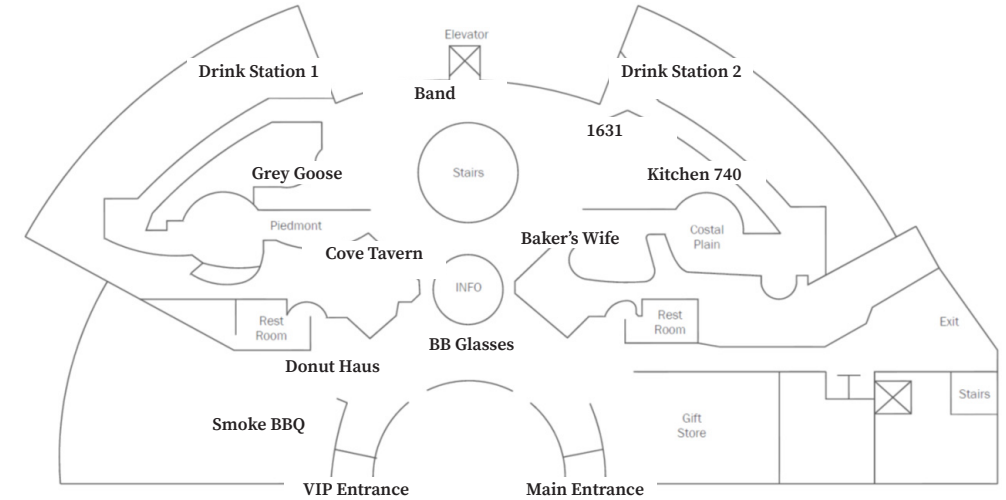 Elevator
Drink Station 1
Drink Station 2
Band
1631
Stairs
Grey Goose
Kitchen 740
Piedmont
Costal
Plain
Baker's Wife
Cove Tavern
INFO
Rest
Room
Rest
Room
Exit
BB Glasses
Donut Haus
Stairs
Smoke BBQ
Gift
Store
VIP Entrance
Main Entrance